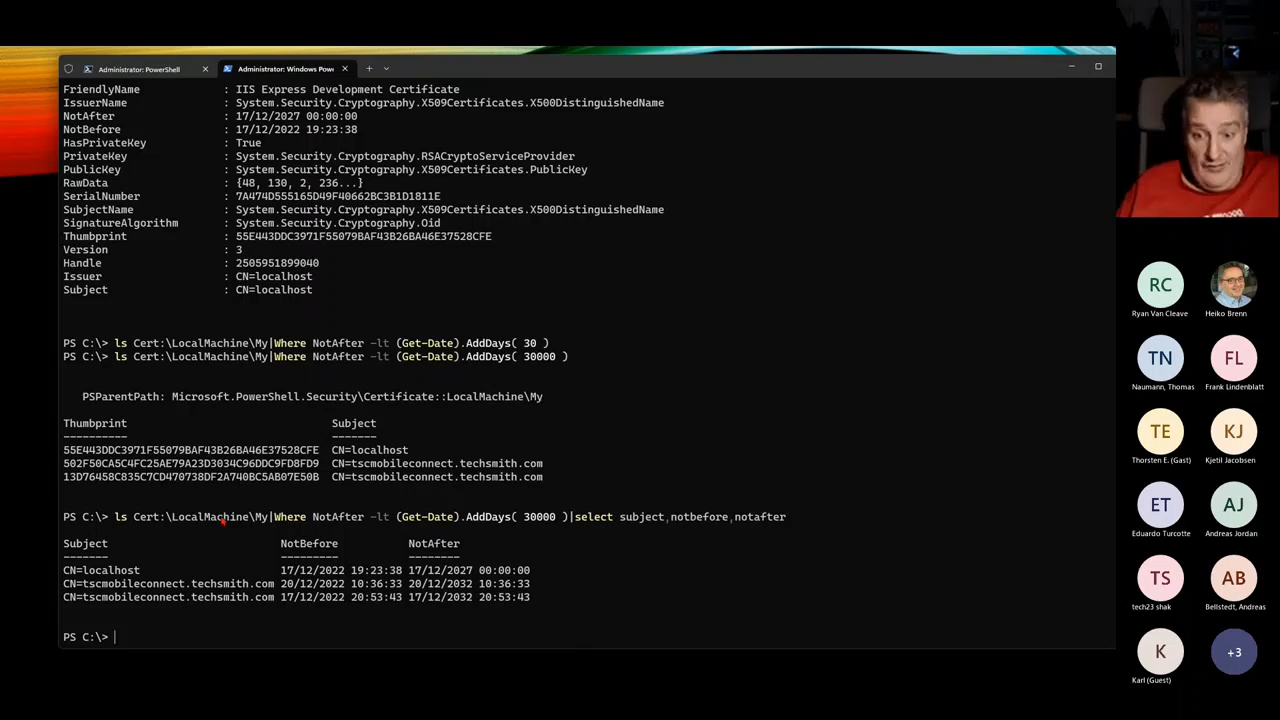 Administrator: PowerShell
Administrator: Windows Powe
FriendlyName : IIS Express Development Certificate
IssuerName : System.Security.Cryptography.X509Certificates.X500DistinguishedName
NotAfter : 17/12/2027 00:00:00
NotBefore : 17/12/2022 19:23:38
HasPrivateKey : True
PrivateKey : System.Security.Cryptography.RSACryptoServiceProvider
PublicKey : System.Security.Cryptography.X509Certificates.PublicKey
RawData : {48, 130, 2, 236...}
SerialNumber : 7A474D555165D49F40662BC3B1D1811E
SubjectName : System.Security.Cryptography.X509Certificates.X500DistinguishedName
SignatureAlgorithm : System.Security.Cryptography.Oid
Thumbprint : 55E443DDC3971F55079BAF43B26BA46E37528CFE
Version : 3
Handle : 2505951899040
Issuer : CN=localhost
Subject : CN=localhost
PS C:\> ls Cert:\LocalMachine\My|Where NotAfter -lt (Get-Date).AddDays( 30 )
PS C:\> ls Cert:\LocalMachine\My|Where NotAfter -lt (Get-Date).AddDays( 30000 )
PSParentPath: Microsoft.PowerShell.Security\Certificate::LocalMachine\My
Thumbprint Subject
---------- -------
55E443DDC3971F55079BAF43B26BA46E37528CFE CN=localhost
502F50CA5C4FC25AE79A23D3034C96DDC9FD8FD9 CN=tscmobileconnect.techsmith.com
13D76458C835C7CD470738DF2A740BC5AB07E50B CN=tscmobileconnect.techsmith.com
PS C:\> ls Cert:\LocalMachine\My|Where NotAfter -lt (Get-Date).AddDays( 30000 )|select subject,notbefore,notafter
Subject NotBefore NotAfter
------- --------- --------
CN=localhost 17/12/2022 19:23:38 17/12/2027 00:00:00
CN=tscmobileconnect.techsmith.com 20/12/2022 10:36:33 20/12/2032 10:36:33
CN=tscmobileconnect.techsmith.com 17/12/2022 20:53:43 17/12/2032 20:53:43
PS C:\>
RC
Ryan Van Cleave
Heiko Brenn
TN
Naumann, Thomas
FL
Frank Lindenblatt
TE
Thorsten E. (Gast)
KJ
Kjetil Jacobsen
ET
Eduardo Turcotte
AJ
Andreas Jordan
TS
tech23 shak
AB
Bellstedt, Andreas
K
Karl (Guest)
+3